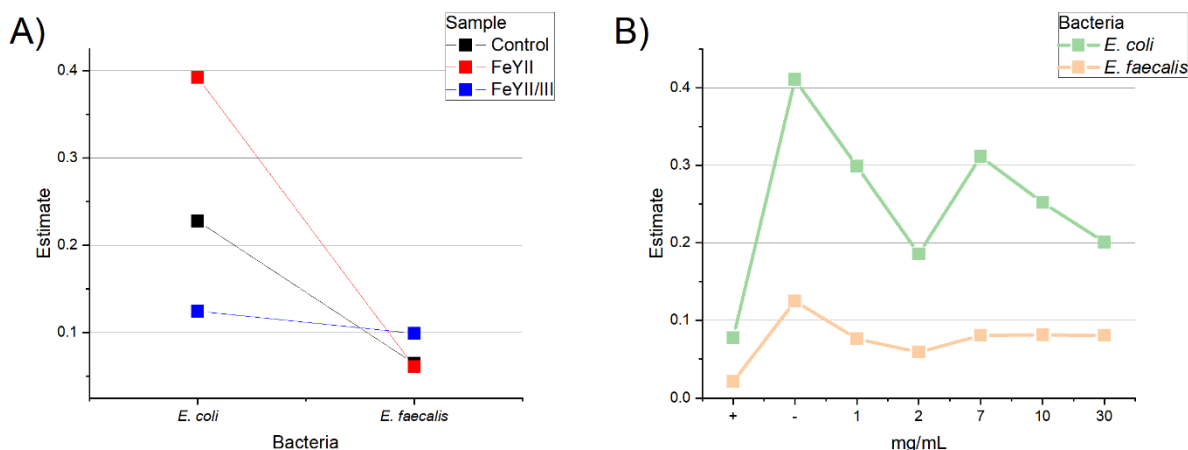 A)
Sample
Control
FeYII
FeYII/III
0.4
0.3
0.2
0.1
Estimate
E. coli
E. faecalis
Bacteria
B)
Bacteria
E. coli
E. faecalis
0.4
0.3
0.2
0.1
0.0
Estimate
+ - 1 2 7 10 30
mg/mL